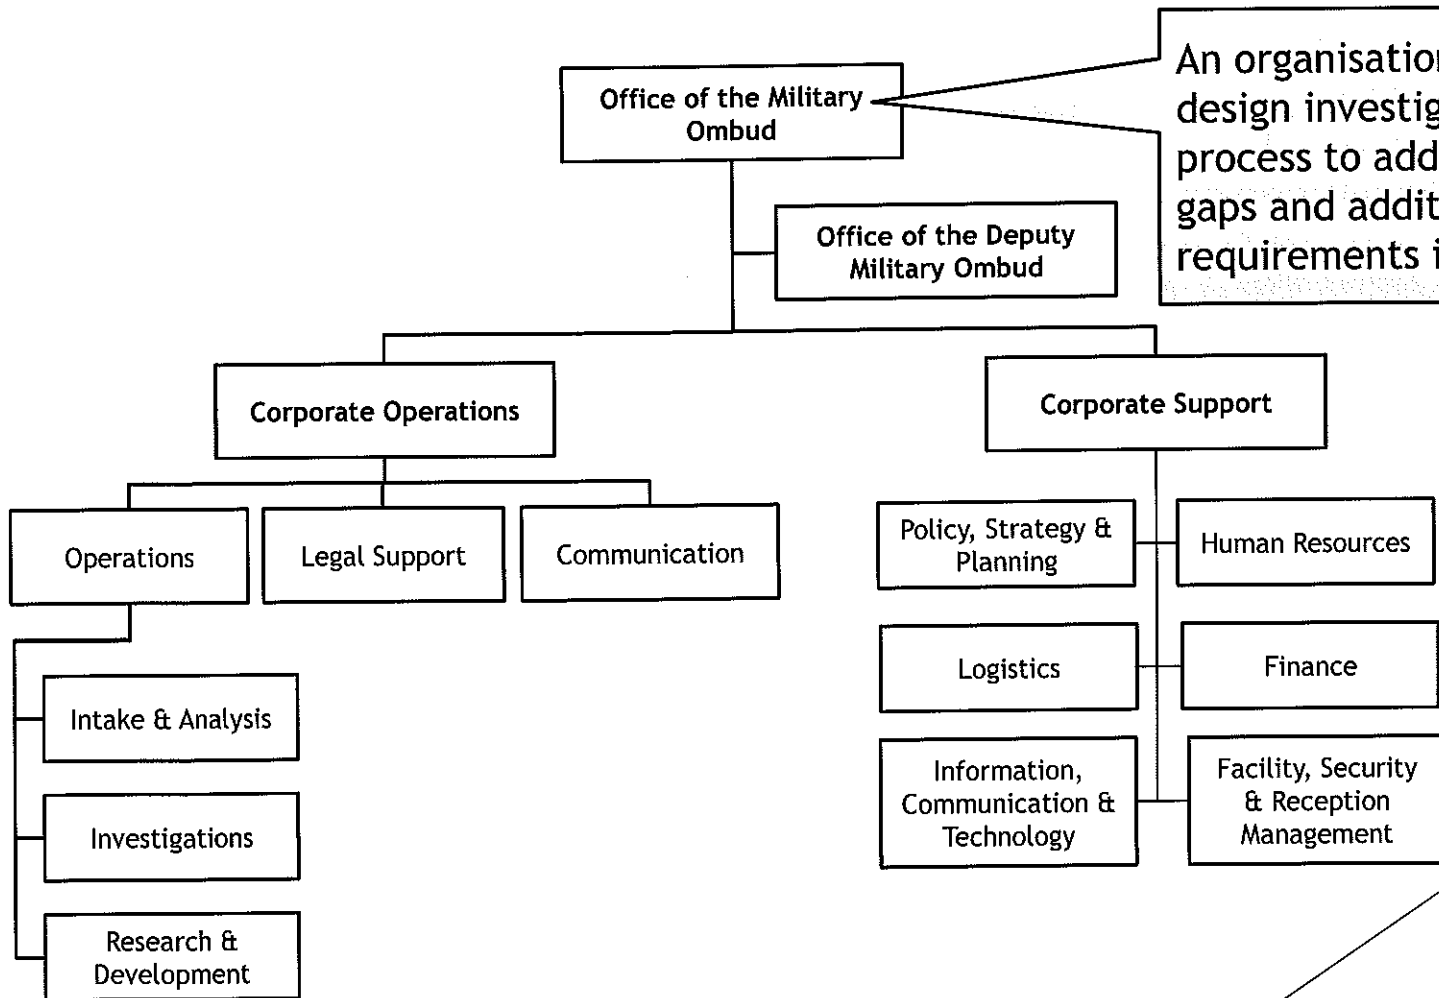 Office of the Military
Ombud
An organisation
design investig
process to add
gaps and addit
requirements i
Office of the Deputy
Military Ombud
Corporate Operations
Corporate Support
Operations
Legal Support
Communication
Policy, Strategy &
Planning
Human Resources
Logistics
Finance
Information,
Communication &
Technology
Facility, Security
& Reception
Management
Intake & Analysis
Investigations
Research &
Development